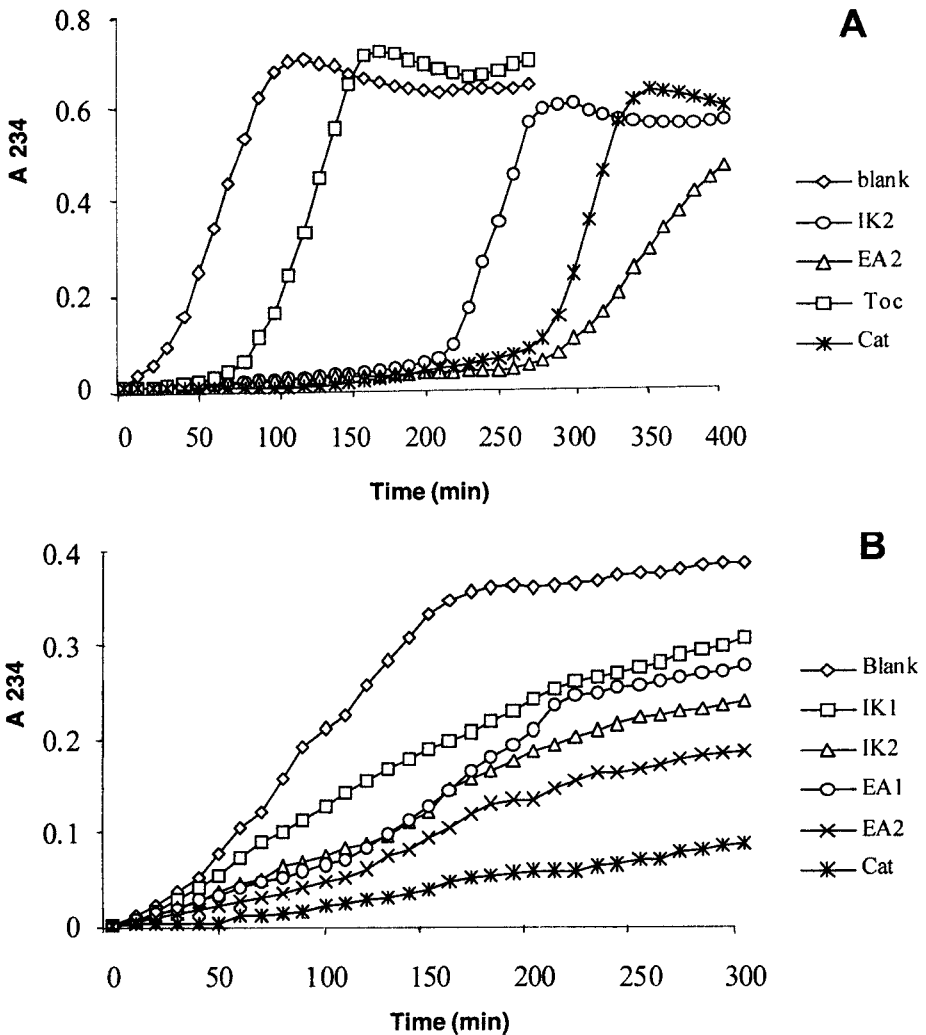 A
0.8
0.6
0.4
0.2
0
A 234
0 50 100 150 200 250 300 350 400
Time (min)
blank
IK2
EA2
Toc
Cat
B
0.4
0.3
0.2
0.1
0
A 234
0 50 100 150 200 250 300
Time (min)
Blank
IK1
IK2
EA1
EA2
Cat